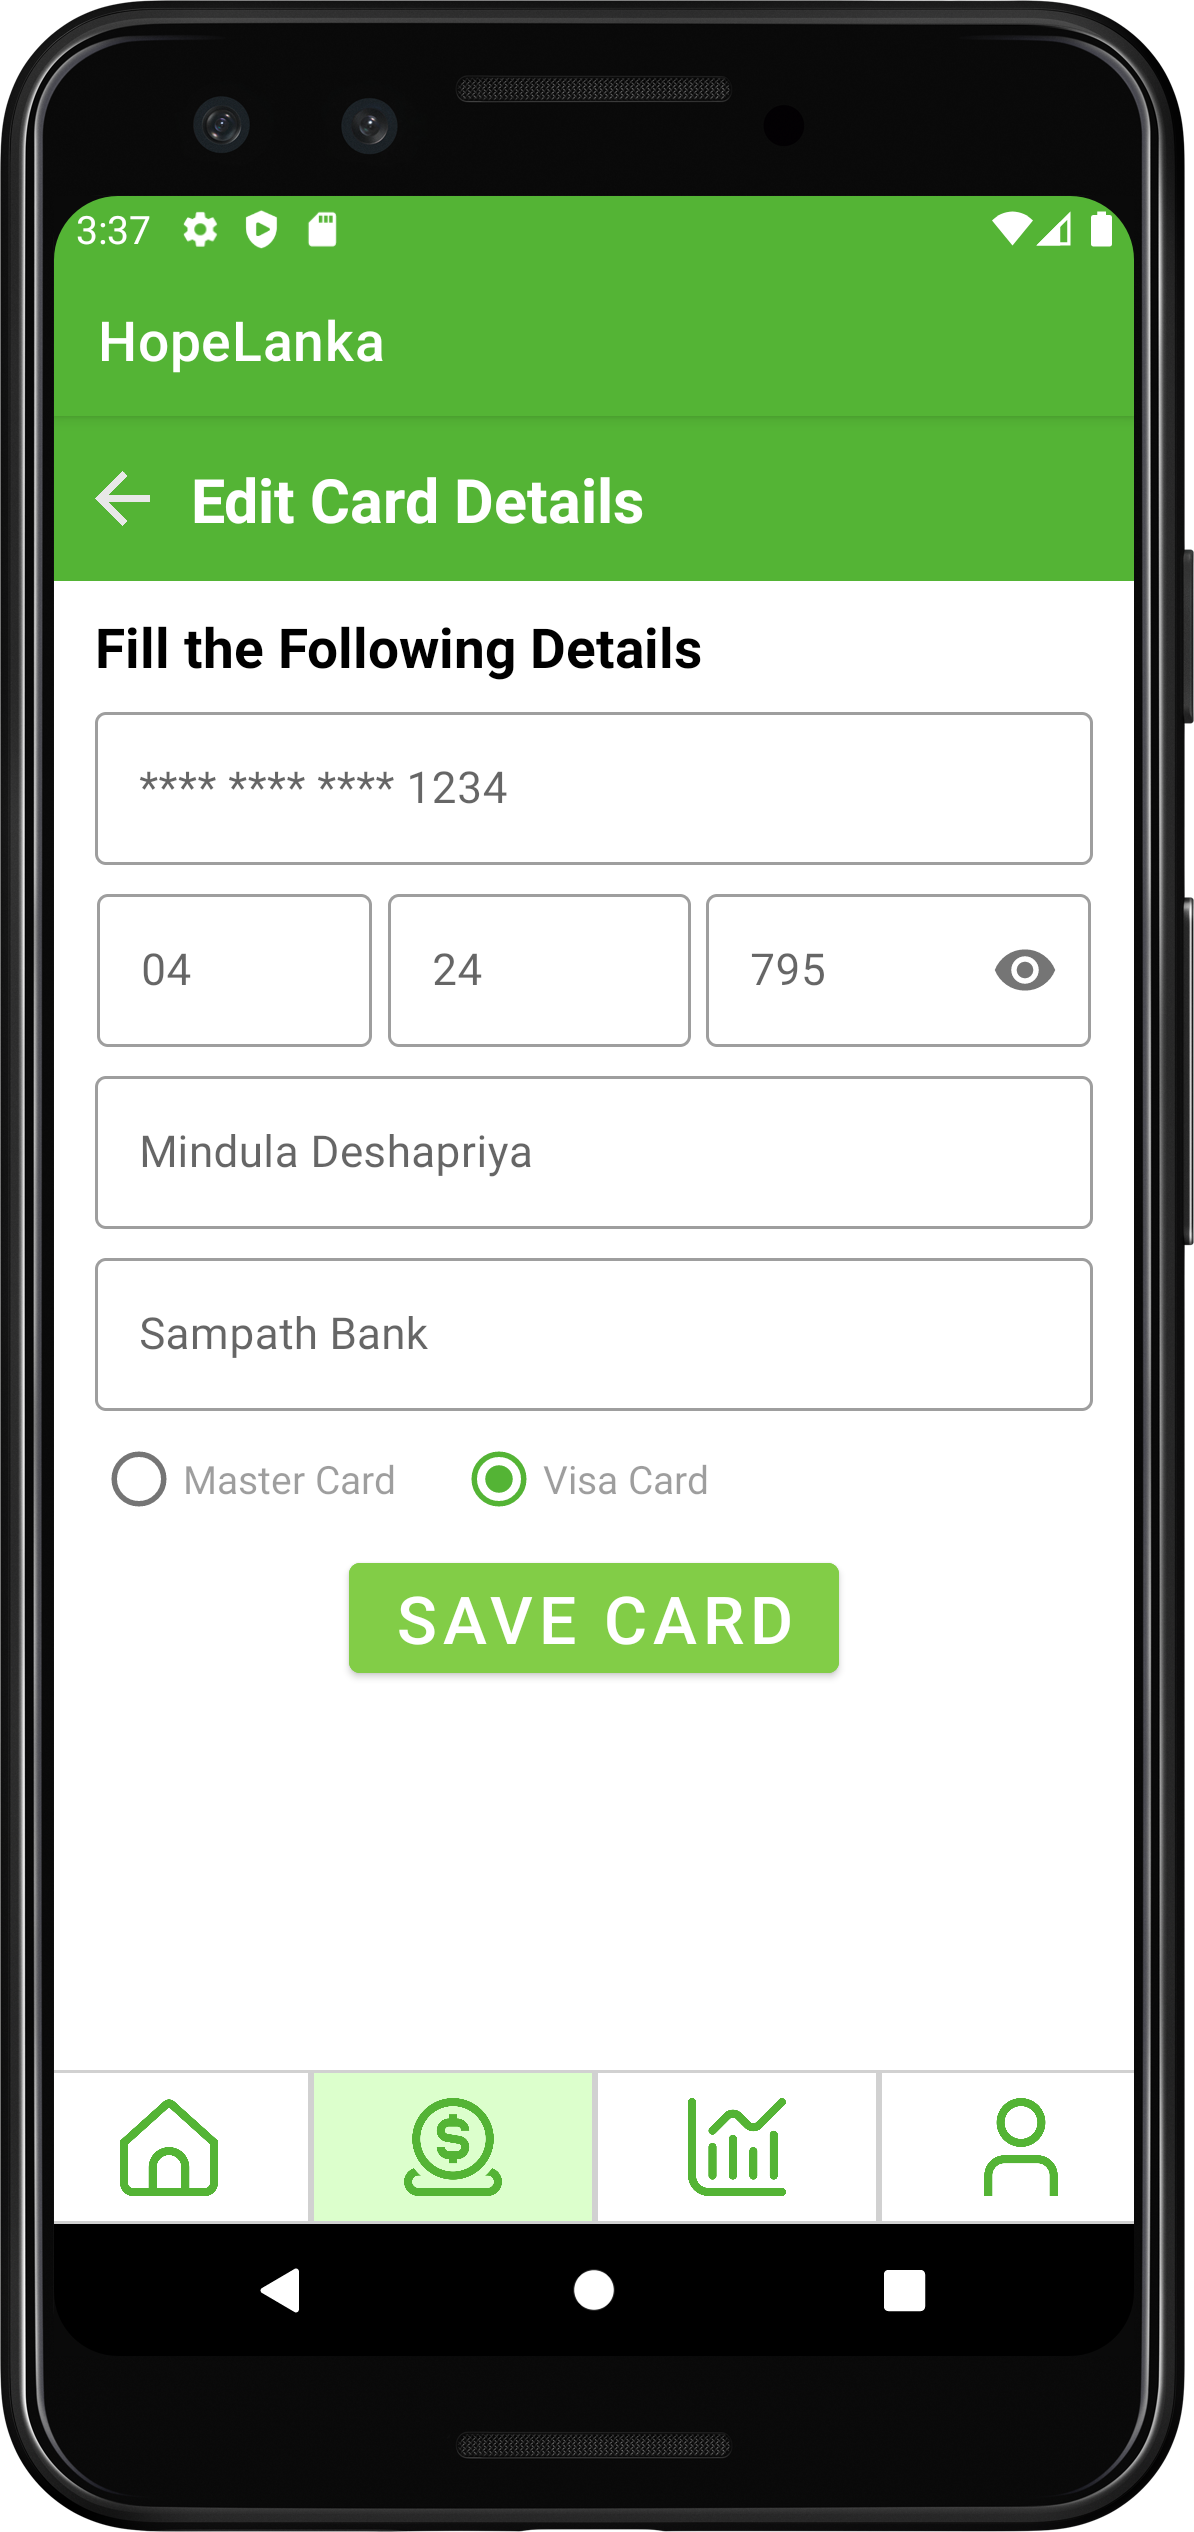 3:37
HopeLanka
Edit Card Details
Fill the Following Details
**** **** **** 1234
04 24 795
Mindula Deshapriya
Sampath Bank
Master Card Visa Card
SAVE CARD
$